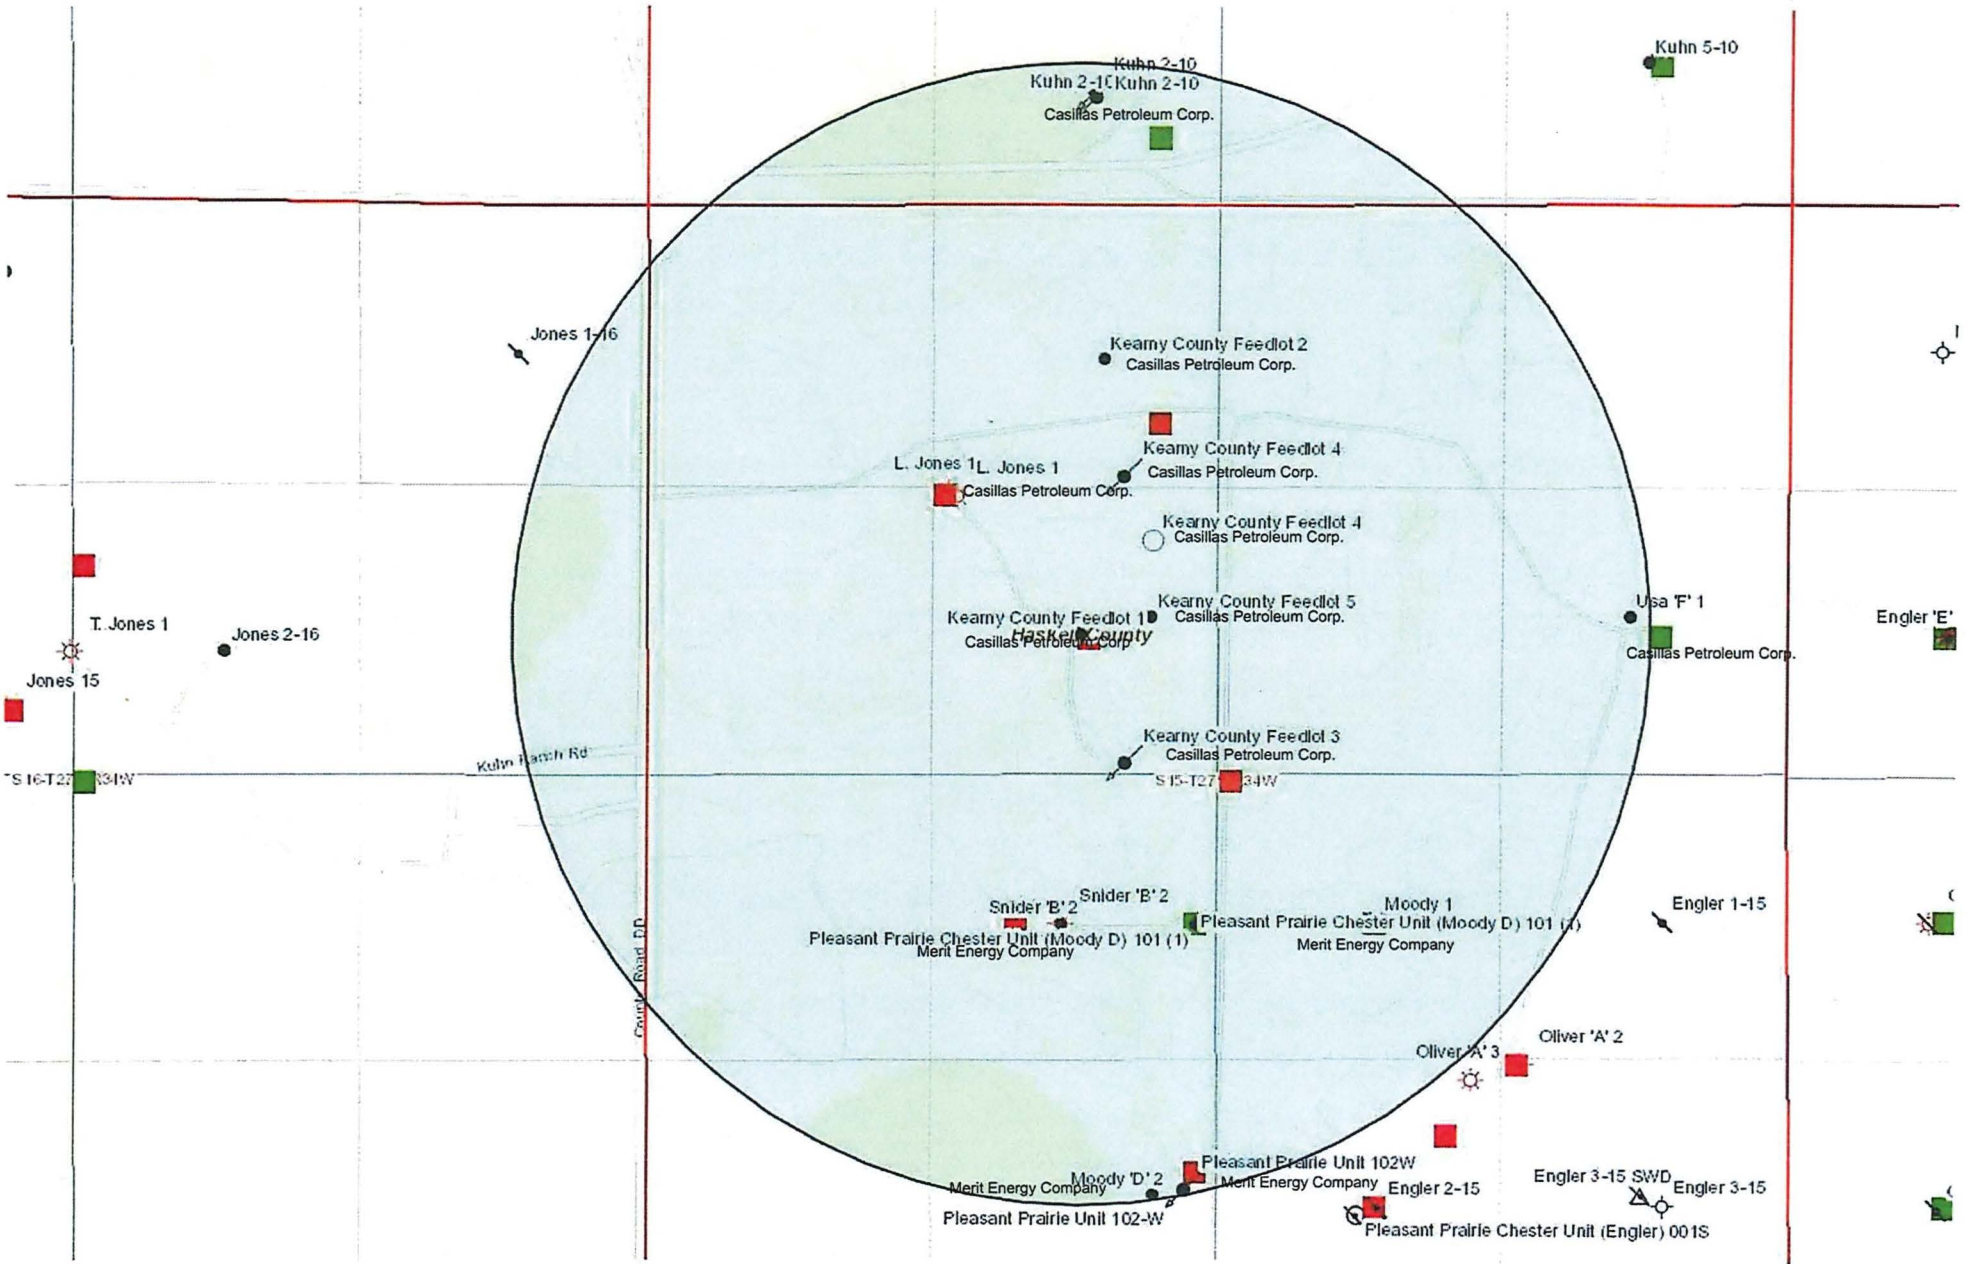 Kuhn 5-10
Kuhn 2-10
Kuhn 2-10
Kuhn 2-10
Casillas Petroleum Corp.
Jones 1-16
Kearny County Feedlot 2
Casillas Petroleum Corp.
Kearny County Feedlot 4
Casillas Petroleum Corp.
L. Jones 1
L. Jones 1
Casillas Petroleum Corp.
Kearny County Feedlot 4
Casillas Petroleum Corp.
Kearny County Feedlot 5
Casillas Petroleum Corp.
Kearny County Feedlot 1
Haskell County
Casillas Petroleum Corp
Usa 'F' 1
Casillas Petroleum Corp.
Engler 'E'
T. Jones 1
Jones 2-16
Jones 15
Kearny County Feedlot 3
Casillas Petroleum Corp.
Kuhn Ranch Rd
S16-T27 R34W
S15-T27 34W
Snider 'B' 2
Snider 'B' 2
Pleasant Prairie Chester Unit (Moody D) 101 (1)
Merit Energy Company
Moody 1
Pleasant Prairie Chester Unit (Moody D) 101 (1)
Merit Energy Company
Engler 1-15
County Road DD
Oliver 'A' 3
Oliver 'A' 2
Pleasant Prairie Unit 102W
Merit Energy Company
Moody 'D' 2
Merit Energy Company
Pleasant Prairie Unit 102-W
Engler 2-15
Engler 3-15 SWD
Engler 3-15
Pleasant Prairie Chester Unit (Engler) 001S